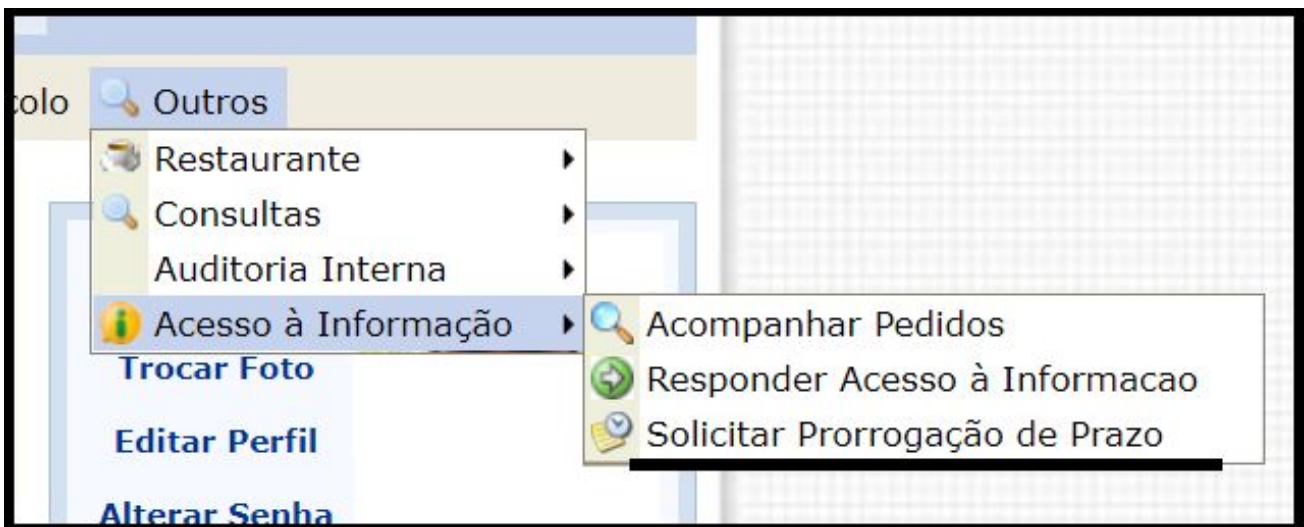 colo Outros
Restaurante
Consultas
Auditoria Interna
Acesso à Informação
Acompanhar Pedidos
Responder Acesso à Informacao
Solicitar Prorrogação de Prazo
Trocar Foto
Editar Perfil
Alterar Senha